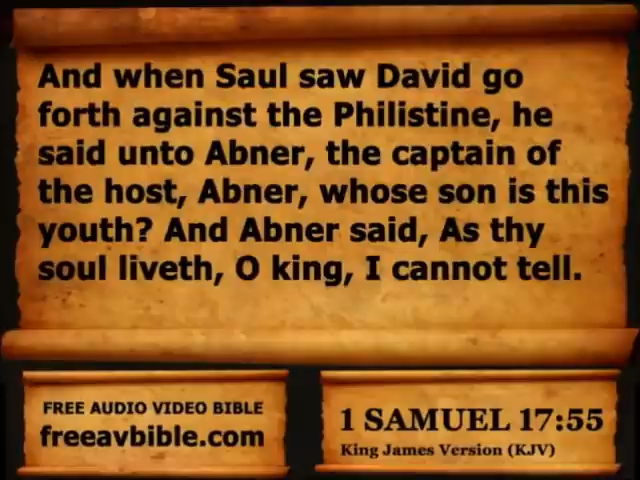 And when Saul saw David go
forth against the Philistine, he
said unto Abner, the captain of
the host, Abner, whose son is this
youth? And Abner said, As thy
soul liveth, O king, I cannot tell.
FREE AUDIO VIDEO BIBLE
freeavbible.com
1 SAMUEL 17:55
King James Version (KJV)